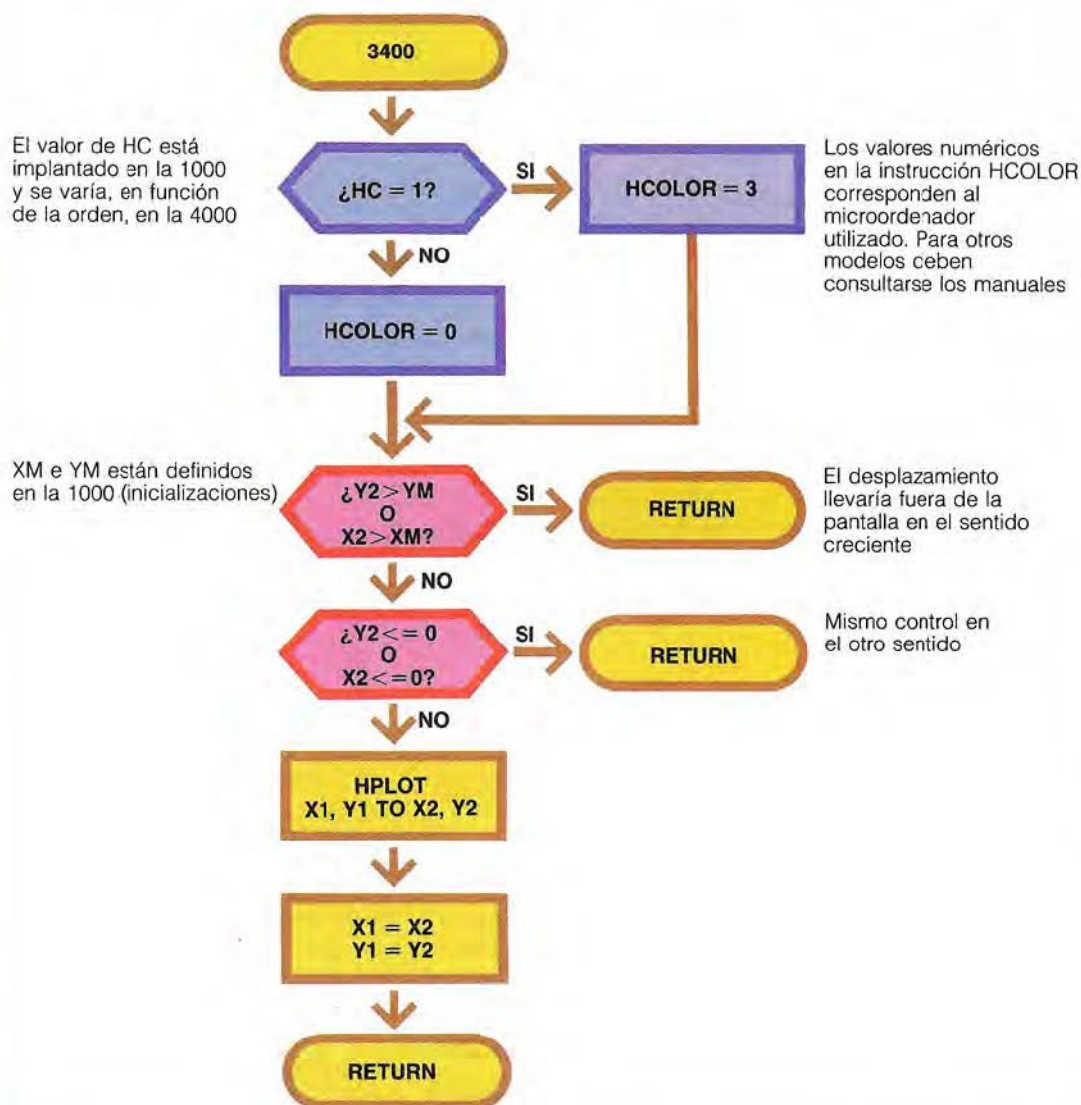 3400
El valor de HC está
implantado en la 1000
y se varía, en función
de la orden, en la 4000
¿HC = 1?
SI
HCOLOR = 3
Los valores numéricos
en la instrucción HCOLOR
corresponden al
microordenador
utilizado. Para otros
modelos ceben
consultarse los manuales
NO
HCOLOR = 0
XM e YM están definidos
en la 1000 (inicializaciones)
¿Y2>YM
O
X2>XM?
SI
RETURN
El desplazamiento
llevaría fuera de la
pantalla en el sentido
creciente
NO
¿Y2<=0
O
X2<=0?
SI
RETURN
Mismo control en
el otro sentido
NO
HPLOT
X1, Y1 TO X2, Y2
X1 = X2
Y1 = Y2
RETURN